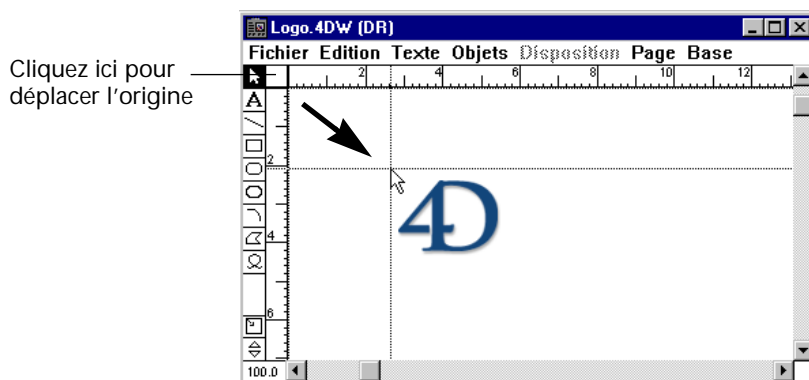 Logo.4DW (DR)
Fichier Edition Texte Objets Disposition Page Base
Cliquez ici pour
déplacer l'origine
2 4 6 8 10 12
A
2
4
6
4D
100.0